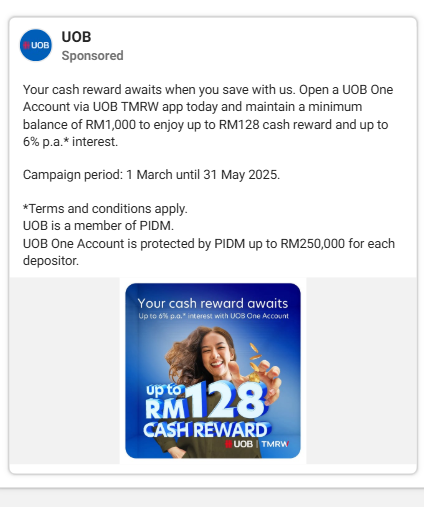 UOB
UOB
Sponsored
Your cash reward awaits when you save with us. Open a UOB One
Account via UOB TMRW app today and maintain a minimum
balance of RM1,000 to enjoy up to RM128 cash reward and up to
6% p.a.* interest.
Campaign period: 1 March until 31 May 2025.
*Terms and conditions apply.
UOB is a member of PIDM.
UOB One Account is protected by PIDM up to RM250,000 for each
depositor.
Your cash reward awaits
Up to 6% p.a.* interest with UOB One Account
up to
RM128
CASH REWARD
UOB | TMRW